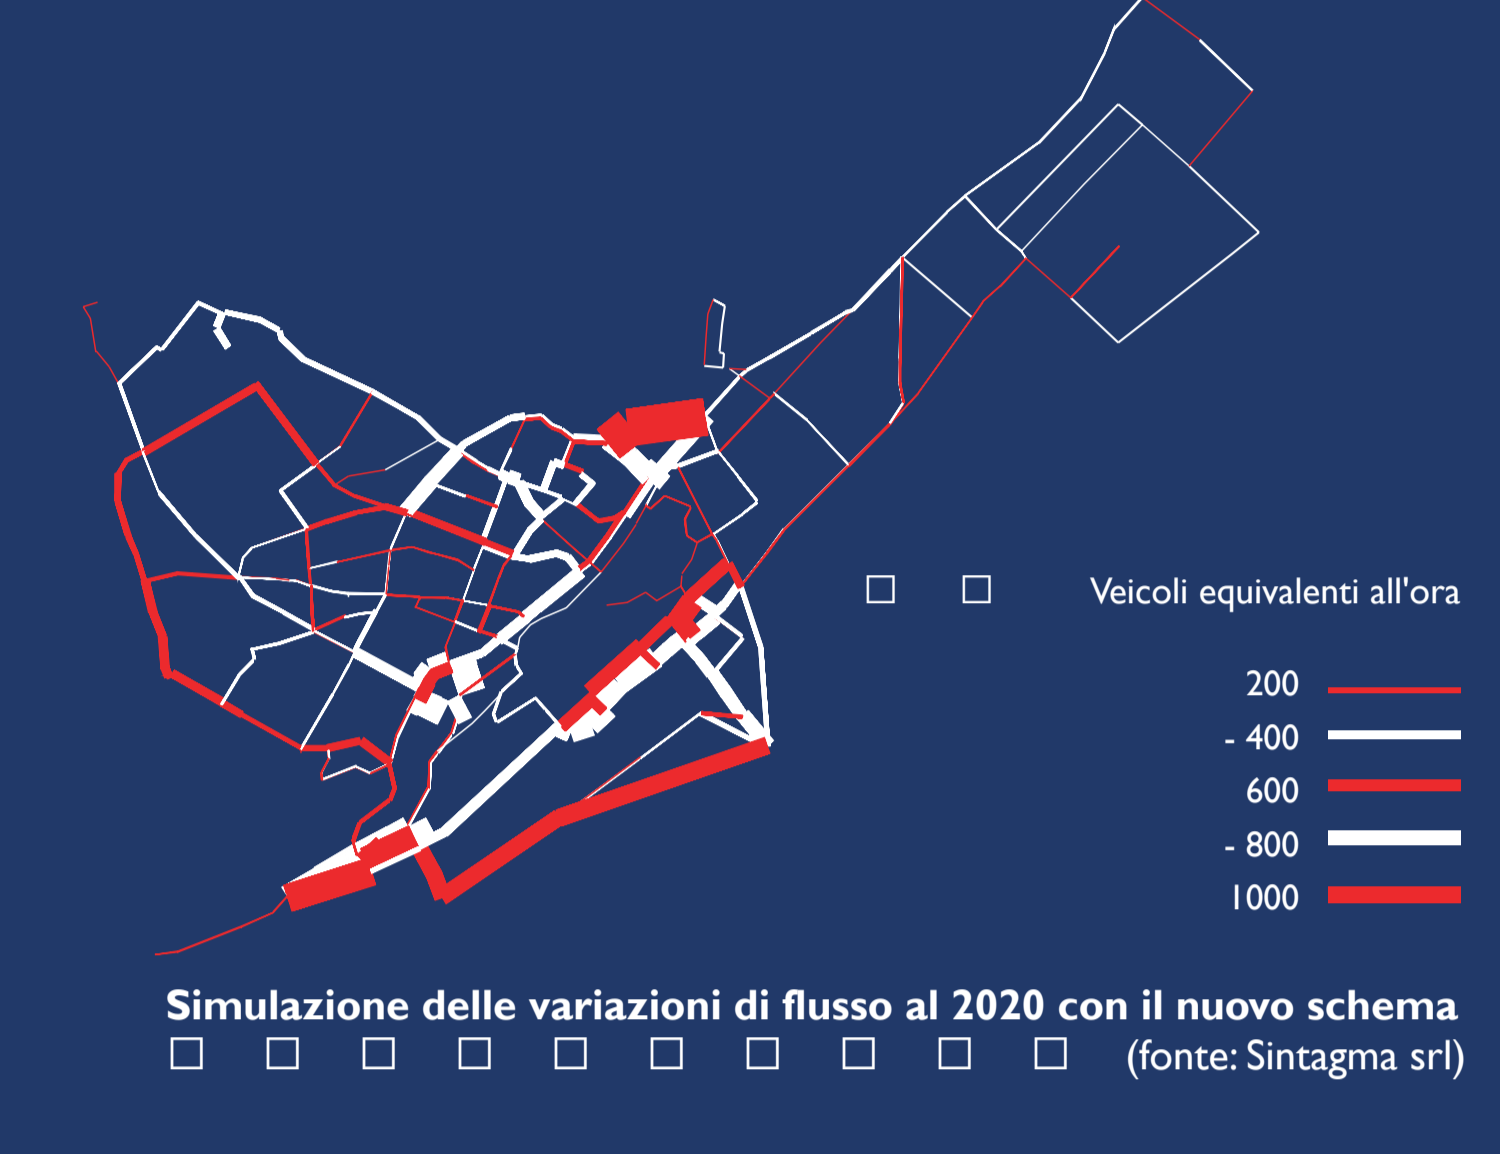 Veicoli equivalenti all'ora
200
- 400
600
- 800
1000
Simulazione delle variazioni di flusso al 2020 con il nuovo schema
(fonte: Sintagma srl)